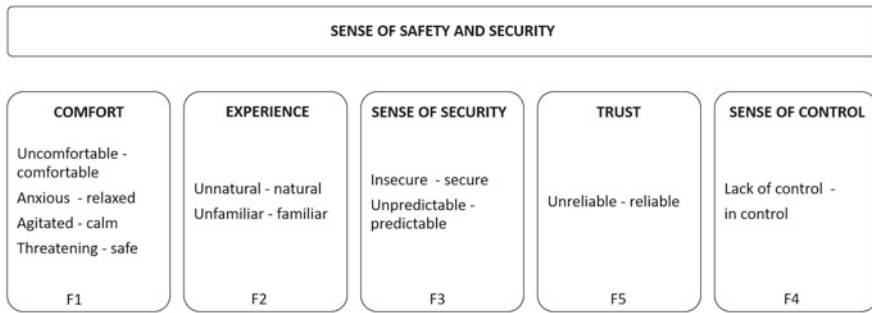 SENSE OF SAFETY AND SECURITY
COMFORT
Uncomfortable -
comfortable
Anxious - relaxed
Agitated - calm
Threatening - safe
F1
EXPERIENCE
Unnatural - natural
Unfamiliar - familiar
F2
SENSE OF SECURITY
Insecure - secure
Unpredictable -
predictable
F3
TRUST
Unreliable - reliable
F5
SENSE OF CONTROL
Lack of control -
in control
F4